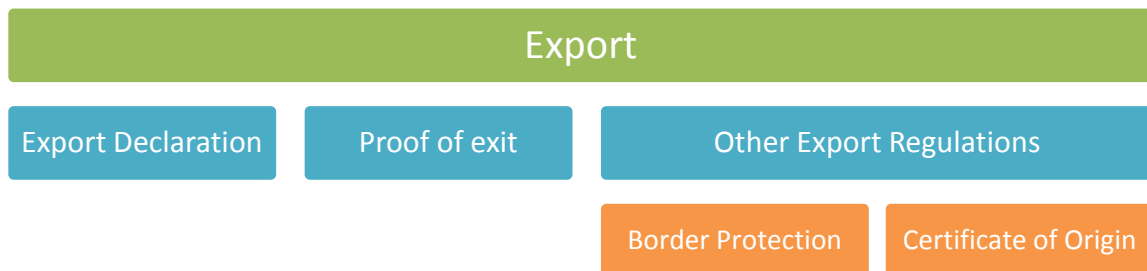 Export
Export Declaration
Proof of exit
Other Export Regulations
Border Protection
Certificate of Origin